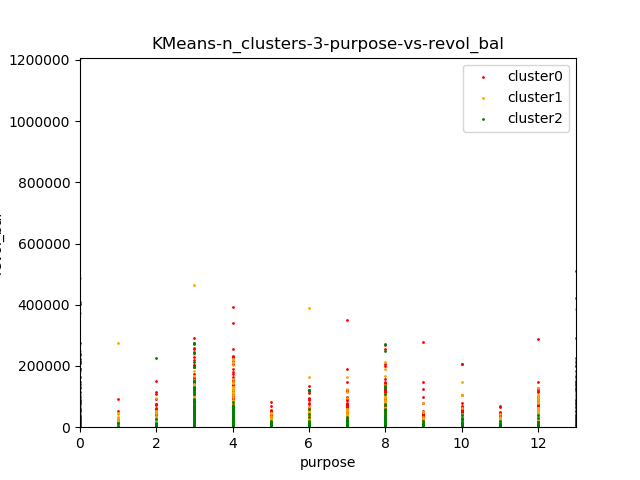 KMeans-n_clusters-3-purpose-vs-revol_bal
1200000
1000000
800000
600000
400000
200000
0
cluster0
cluster1
cluster2
0 2 4 6 8 10 12
purpose